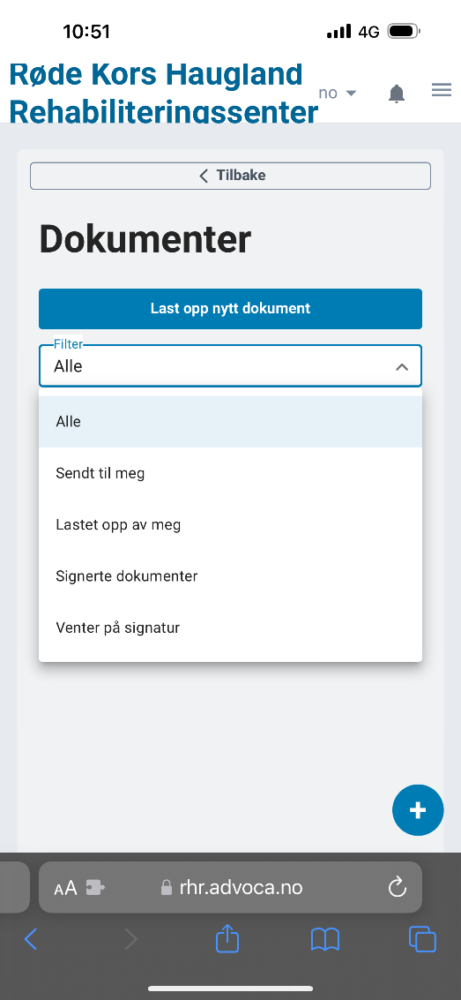 10:51
4G
Røde Kors Haugland
Rehabiliteringssenter
no
Tilbake
Dokumenter
Last opp nytt dokument
Filter
Alle
Alle
Sendt til meg
Lastet opp av meg
Signerte dokumenter
Venter på signatur
+
AA
rhr.advoca.no